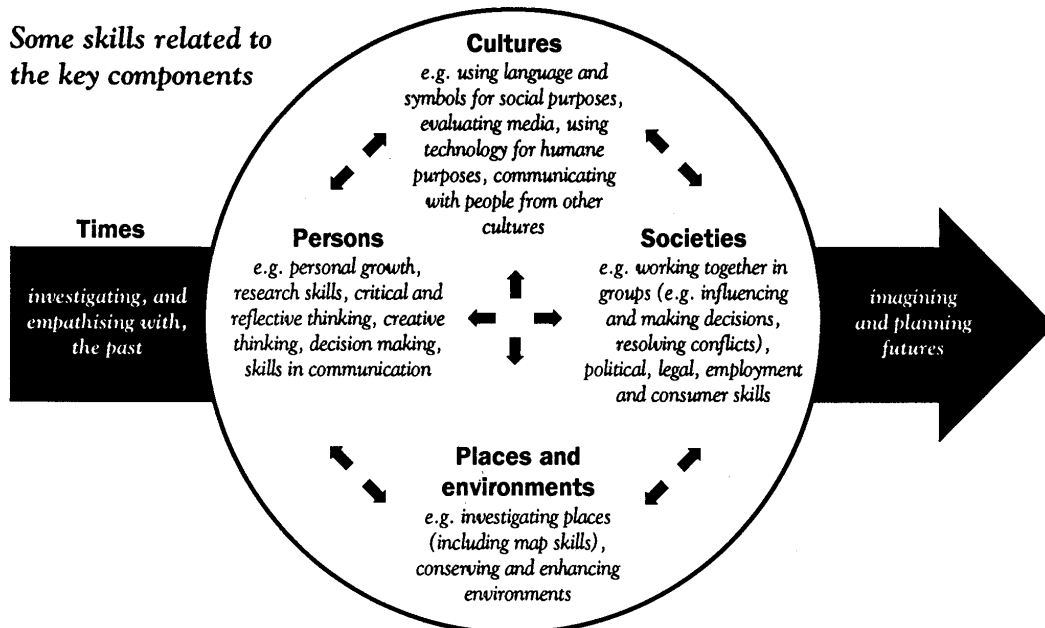 Some skills related to
the key components
Cultures
e.g. using language and
symbols for social purposes,
evaluating media, using
technology for humane
purposes, communicating
with people from other
cultures
Times
investigating, and
empathising with,
the past
Persons
e.g. personal growth,
research skills, critical and
reflective thinking, creative
thinking, decision making,
skills in communication
Societies
e.g. working together in
groups (e.g. influencing
and making decisions,
resolving conflicts),
political, legal, employment
and consumer skills
imagining
and planning
futures
Places and
environments
e.g. investigating places
(including map skills),
conserving and enhancing
environments